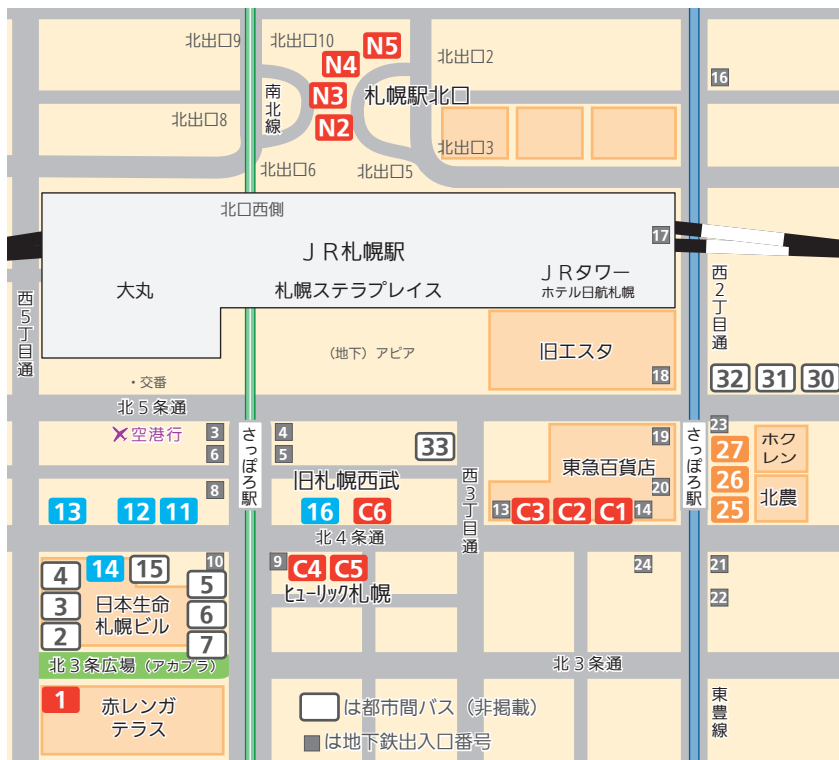 北出口9
北出口10
N5
N4
北出口2
16
南北線
N3
札幌駅北口
北出口8
N2
北出口3
北出口6
北出口5
北口西側
17
ＪＲ札幌駅
大丸
札幌ステラプレイス
ＪＲタワー
ホテル日航札幌
西2丁目通
西5丁目通
（地下）アピア
旧エスタ
18
32
31
30
・交番
北5条通
空港行
3
さっぽろ駅
4
33
19
さっぽろ駅
23
ホク
レン
27
6
5
東急百貨店
旧札幌西武
西3丁目通
20
26
北農
8
13
12
11
16
C6
13
C3
C2
C1
14
25
北4条通
10
9
C4
C5
24
21
4
14
15
5
ヒューリック札幌
22
3
日本生命
札幌ビル
6
2
7
北3条広場（アカプラ）
北3条通
1
赤レンガ
テラス
は都市間バス（非掲載）
は地下鉄出入口番号
東豊線